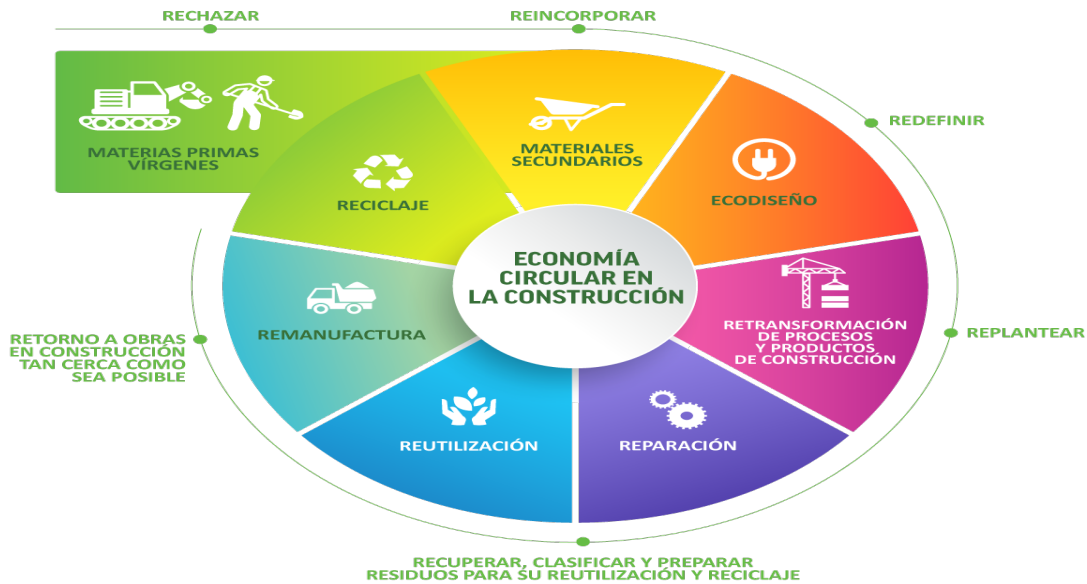 RECHAZAR
REINCORPORAR
REDEFINIR
REPLANTEAR
MATERIAS PRIMAS
VÍRGENES
RECICLAJE
MATERIALES
SECUNDARIOS
ECODISEÑO
RETRANSFORMACIÓN
DE PROCESOS
Y PRODUCTOS
DE CONSTRUCCIÓN
REPARACIÓN
REUTILIZACIÓN
REMANUFACTURA
ECONOMÍA
CIRCULAR EN
LA CONSTRUCCIÓN
RETORNO A OBRAS
EN CONSTRUCCIÓN
TAN CERCA COMO
SEA POSIBLE
RECUPERAR, CLASIFICAR Y PREPARAR
RESIDUOS PARA SU REUTILIZACIÓN Y RECICLAJE